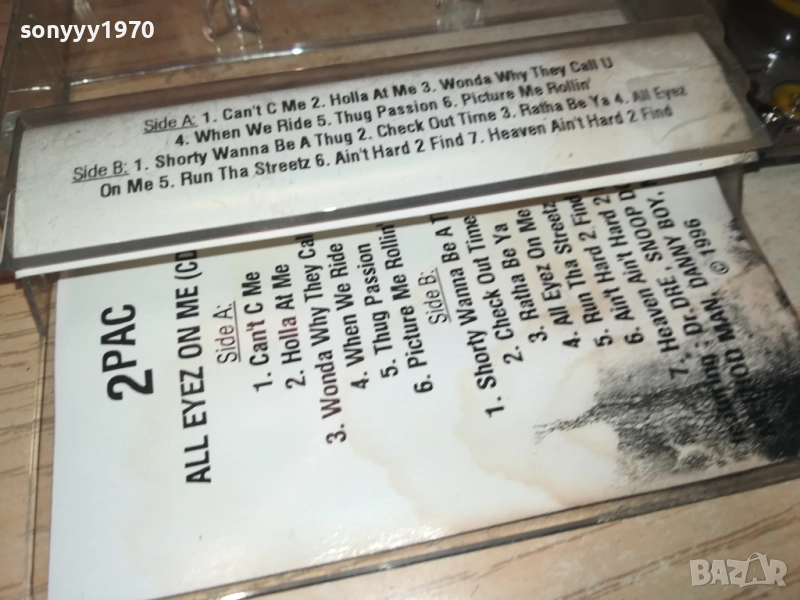 sonyyy1970
Side A: 1. Can't C Me 2. Holla At Me 3. Wonda Why They Call U
4. When We Ride 5. Thug Passion 6. Picture Me Rollin'
Side B: 1. Shorty Wanna Be A Thug 2. Check Out Time 3. Ratha Be Ya 4. All Eyez
On Me 5. Run Tha Streetz 6. Ain't Hard 2 Find 7. Heaven Ain't Hard 2 Find
2PAC
ALL EYEZ ON ME (CD
Side A:
1. Can't C Me
2. Holla At Me
3. Wonda Why They Cal
4. When We Ride
5. Thug Passion
6. Picture Me Rollin'
Side B:
1. Shorty Wanna Be A T
2. Check Out Time
3. Ratha Be Ya
4. All Eyez On Me
5. Run Tha Streetz
6. Ain't Hard 2 Find
7. Heaven Ain't Hard 2
: Dr. DRE, SNOOP D
MAN, DANNY BOY,
© 1996
BAZAR